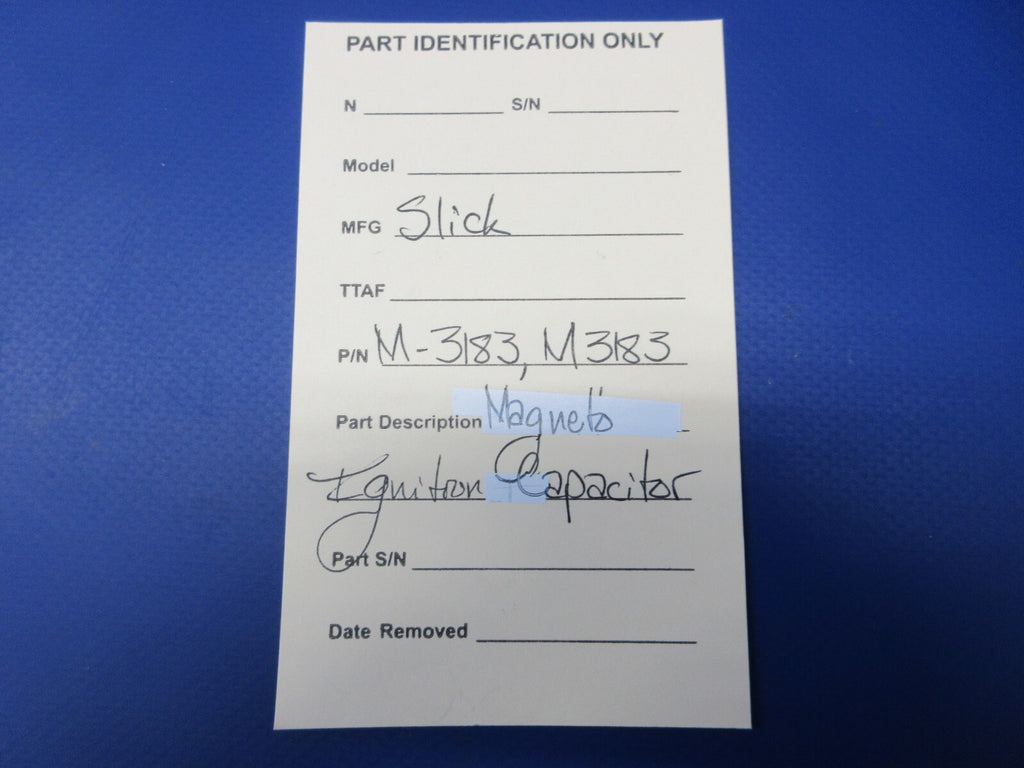 PART IDENTIFICATION ONLY
N S/N
Model
MFG Slick
TTAF
P/N M-3183, M3183
Part Description Magneto
Ignition Capacitor
Part S/N
Date Removed